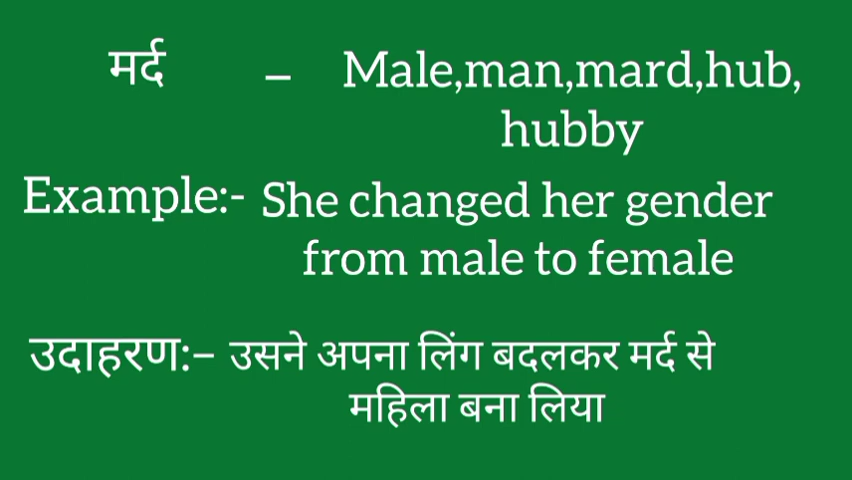 मर्द – Male,man,mard,hub,
hubby
Example:- She changed her gender
from male to female
उदाहरण:– उसने अपना लिंग बदलकर मर्द से
महिला बना लिया